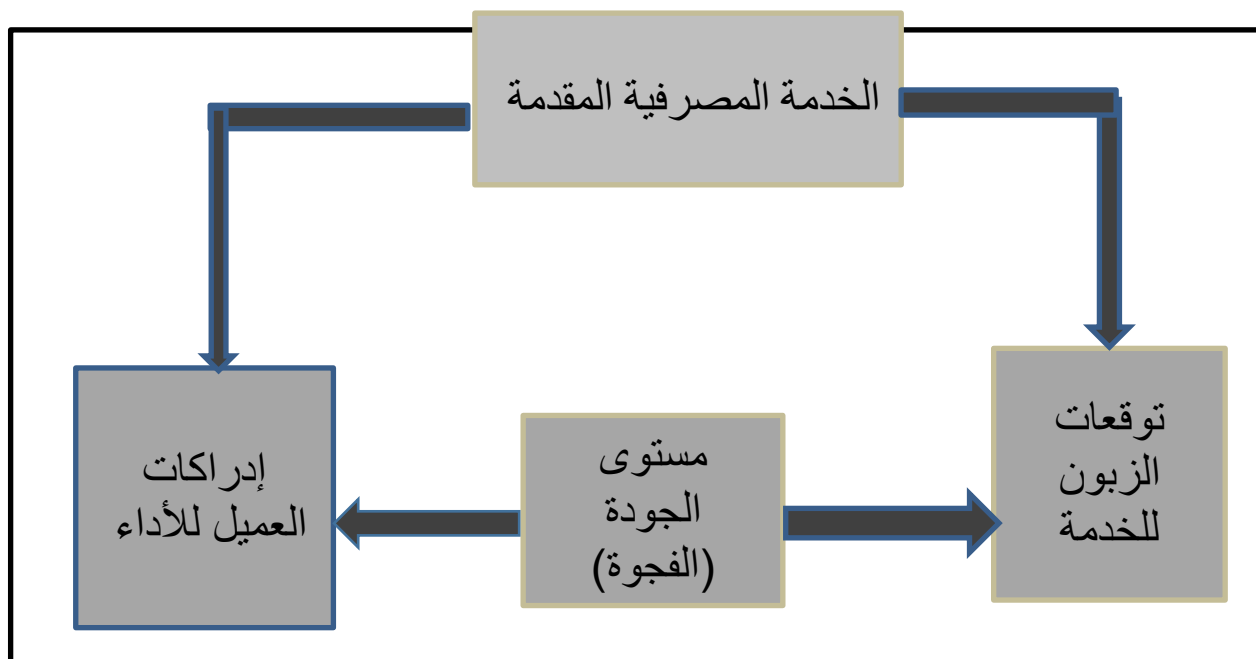 الخدمة المصرفية المقدمة
توقعات
الزبون
للخدمة
مستوى
الجودة
(الفجوة)
إدراكات
العميل للأداء